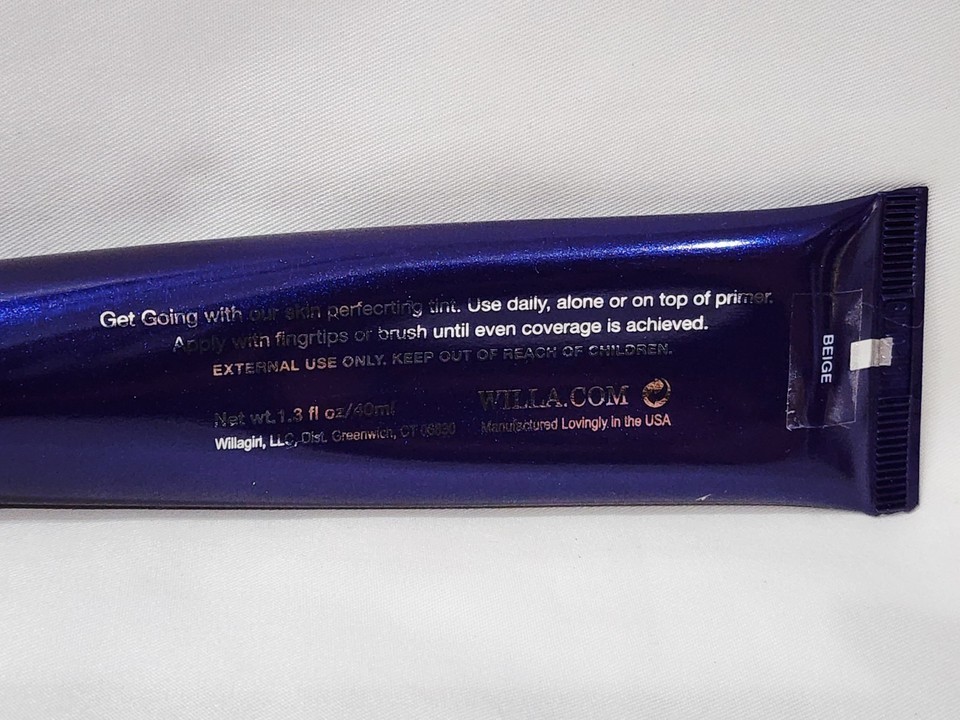 Get Going with our skin perfecrting tint. Use daily, alone or on top of primer.
Apply with fingrtips or brush until even coverage is achieved.
EXTERNAL USE ONLY. KEEP OUT OF REACH OF CHILDREN.
Net wt.1.3 fl oz/40ml
Willagirl, LLC, Dist. Greenwich, CT 06830
WILLA.COM
Manufactured Lovingly in the USA
BEIGE